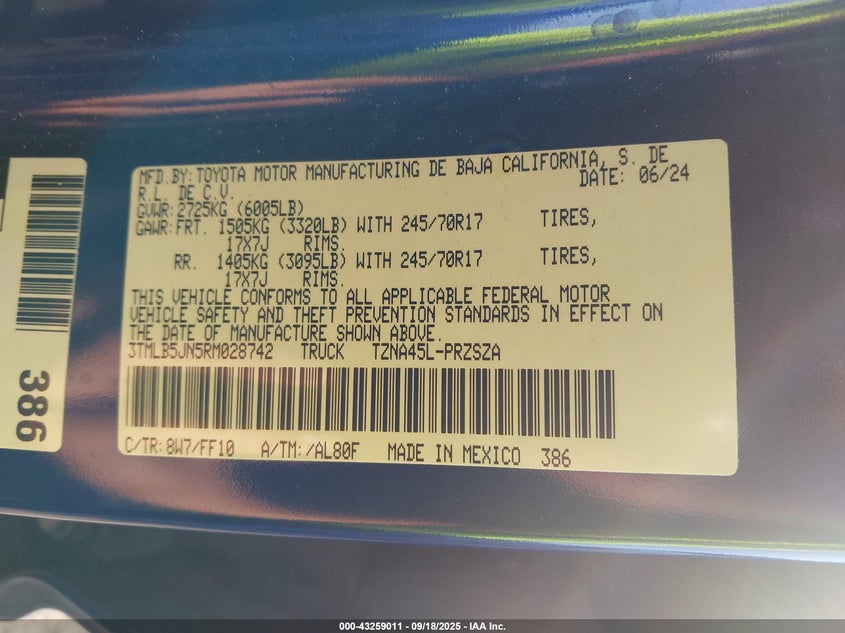 MFD.BY:TOYOTA MOTOR MANUFACTURING DE BAJA CALIFORNIA, S. DE
R.L. DE C.V. DATE: 06/24
GVWR:2725KG (6005LB)
GAWR:FRT. 1505KG (3320LB) WITH 245/70R17 TIRES,
17X7J RIMS.
RR. 1405KG (3095LB) WITH 245/70R17 TIRES,
17X7J RIMS.
THIS VEHICLE CONFORMS TO ALL APPLICABLE FEDERAL MOTOR
VEHICLE SAFETY AND THEFT PREVENTION STANDARDS IN EFFECT ON
THE DATE OF MANUFACTURE SHOWN ABOVE.
3TMLB5JN5RM028742 TRUCK TZNA45L-PRZSZA
C/TR:8W7/FF10 A/TM:/AL80F MADE IN MEXICO 386
386
000-43259011 - 09/18/2025 - IAA Inc.